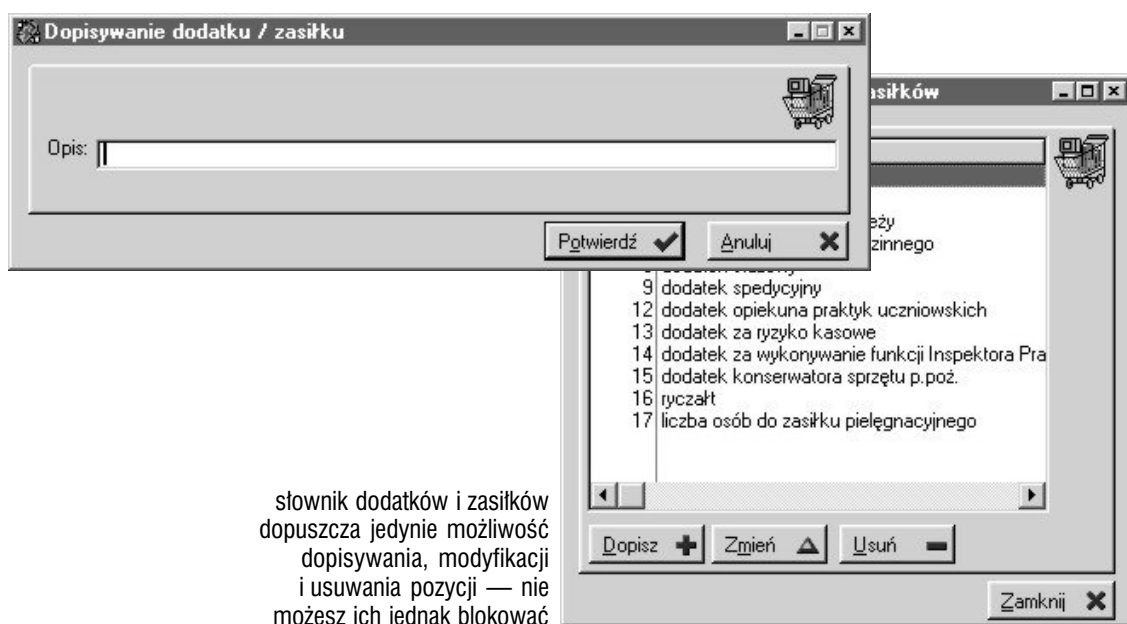 Dopisywanie dodatku / zasiłku
Opis:
Potwierdź
Anuluj
asiłków
eży
zinnego
9 dodatek spedycyjny
12 dodatek opiekuna praktyk uczniowskich
13 dodatek za ryzyko kasowe
14 dodatek za wykonywanie funkcji Inspektora Pra
15 dodatek konserwatora sprzętu p.poż.
16 ryczałt
17 liczba osób do zasiłku pielęgnacyjnego
Dopisz
Zmień
Usuń
Zamknij
słownik dodatków i zasiłków
dopuszcza jedynie możliwość
dopisywania, modyfikacji
i usuwania pozycji — nie
możesz ich jednak blokować